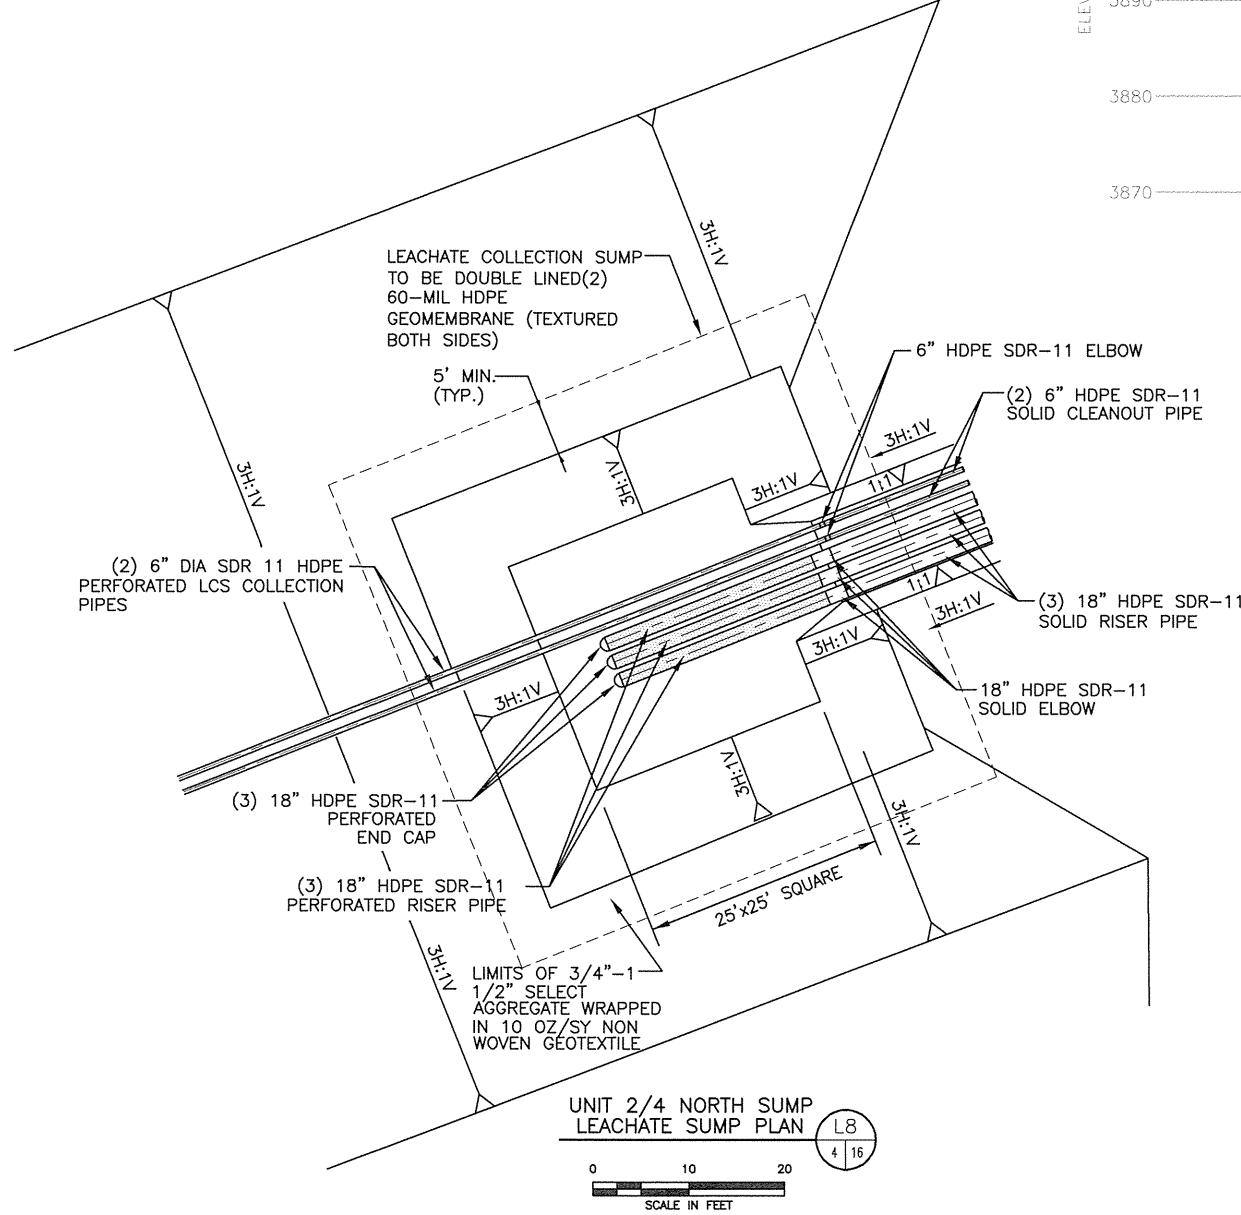 ELEV
3890
3880
3870
LEACHATE COLLECTION SUMP
TO BE DOUBLE LINED(2)
60-MIL HDPE
GEOMEMBRANE (TEXTURED
BOTH SIDES)
3H:1V
5' MIN.
(TYP.)
6" HDPE SDR-11 ELBOW
(2) 6" HDPE SDR-11
SOLID CLEANOUT PIPE
3H:1V
3H:1V
3H:1V
3H:1V
1:1
(2) 6" DIA SDR 11 HDPE
PERFORATED LCS COLLECTION
PIPES
1:1
3H:1V
(3) 18" HDPE SDR-11
SOLID RISER PIPE
3H:1V
3H:1V
18" HDPE SDR-11
SOLID ELBOW
3H:1V
3H:1V
(3) 18" HDPE SDR-11
PERFORATED
END CAP
(3) 18" HDPE SDR-11
PERFORATED RISER PIPE
25'x25' SQUARE
3H:1V
LIMITS OF 3/4"-1
1/2" SELECT
AGGREGATE WRAPPED
IN 10 OZ/SY NON
WOVEN GEOTEXTILE
UNIT 2/4 NORTH SUMP
LEACHATE SUMP PLAN
L8
4 16
0 10 20
SCALE IN FEET